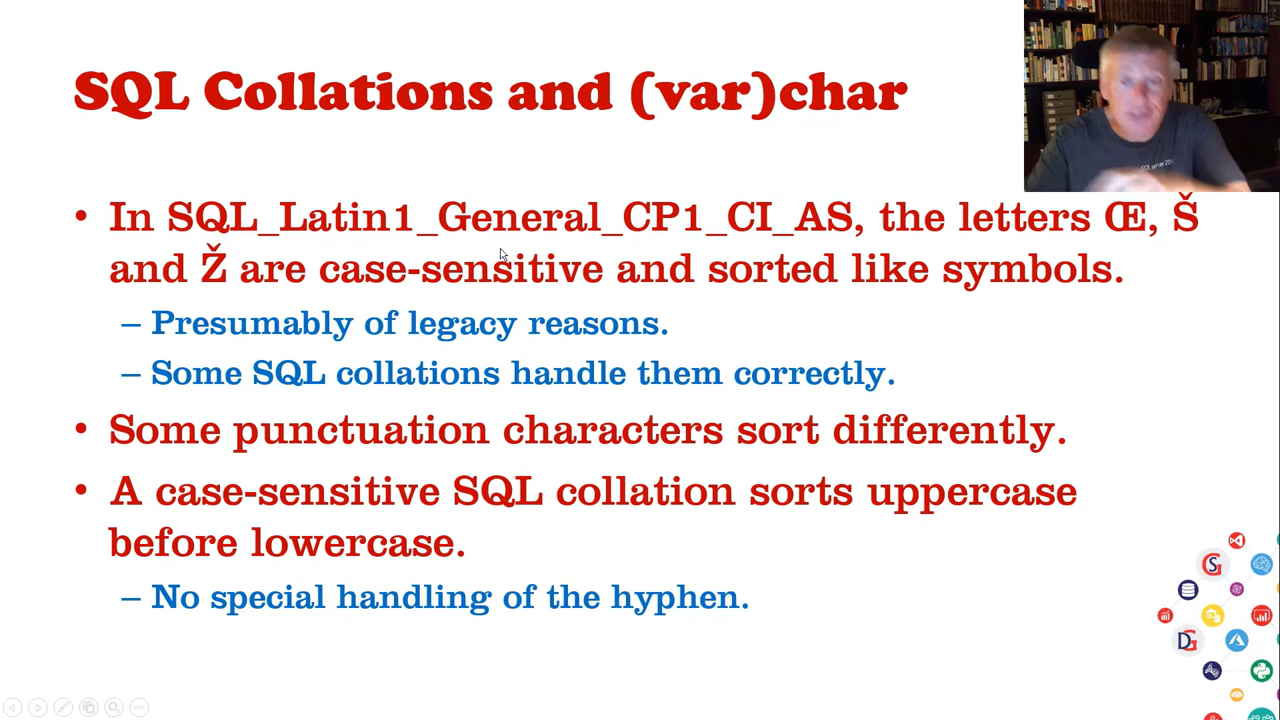 SQL Collations and (var)char
• In SQL_Latin1_General_CP1_CI_AS, the letters Œ, Š
and Ž are case-sensitive and sorted like symbols.
– Presumably of legacy reasons.
– Some SQL collations handle them correctly.
• Some punctuation characters sort differently.
• A case-sensitive SQL collation sorts uppercase
before lowercase.
– No special handling of the hyphen.